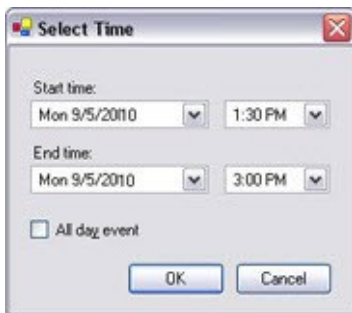 Select Time
Start time:
Mon 9/5/2010 1:30 PM
End time:
Mon 9/5/2010 3:00 PM
All day event
OK Cancel